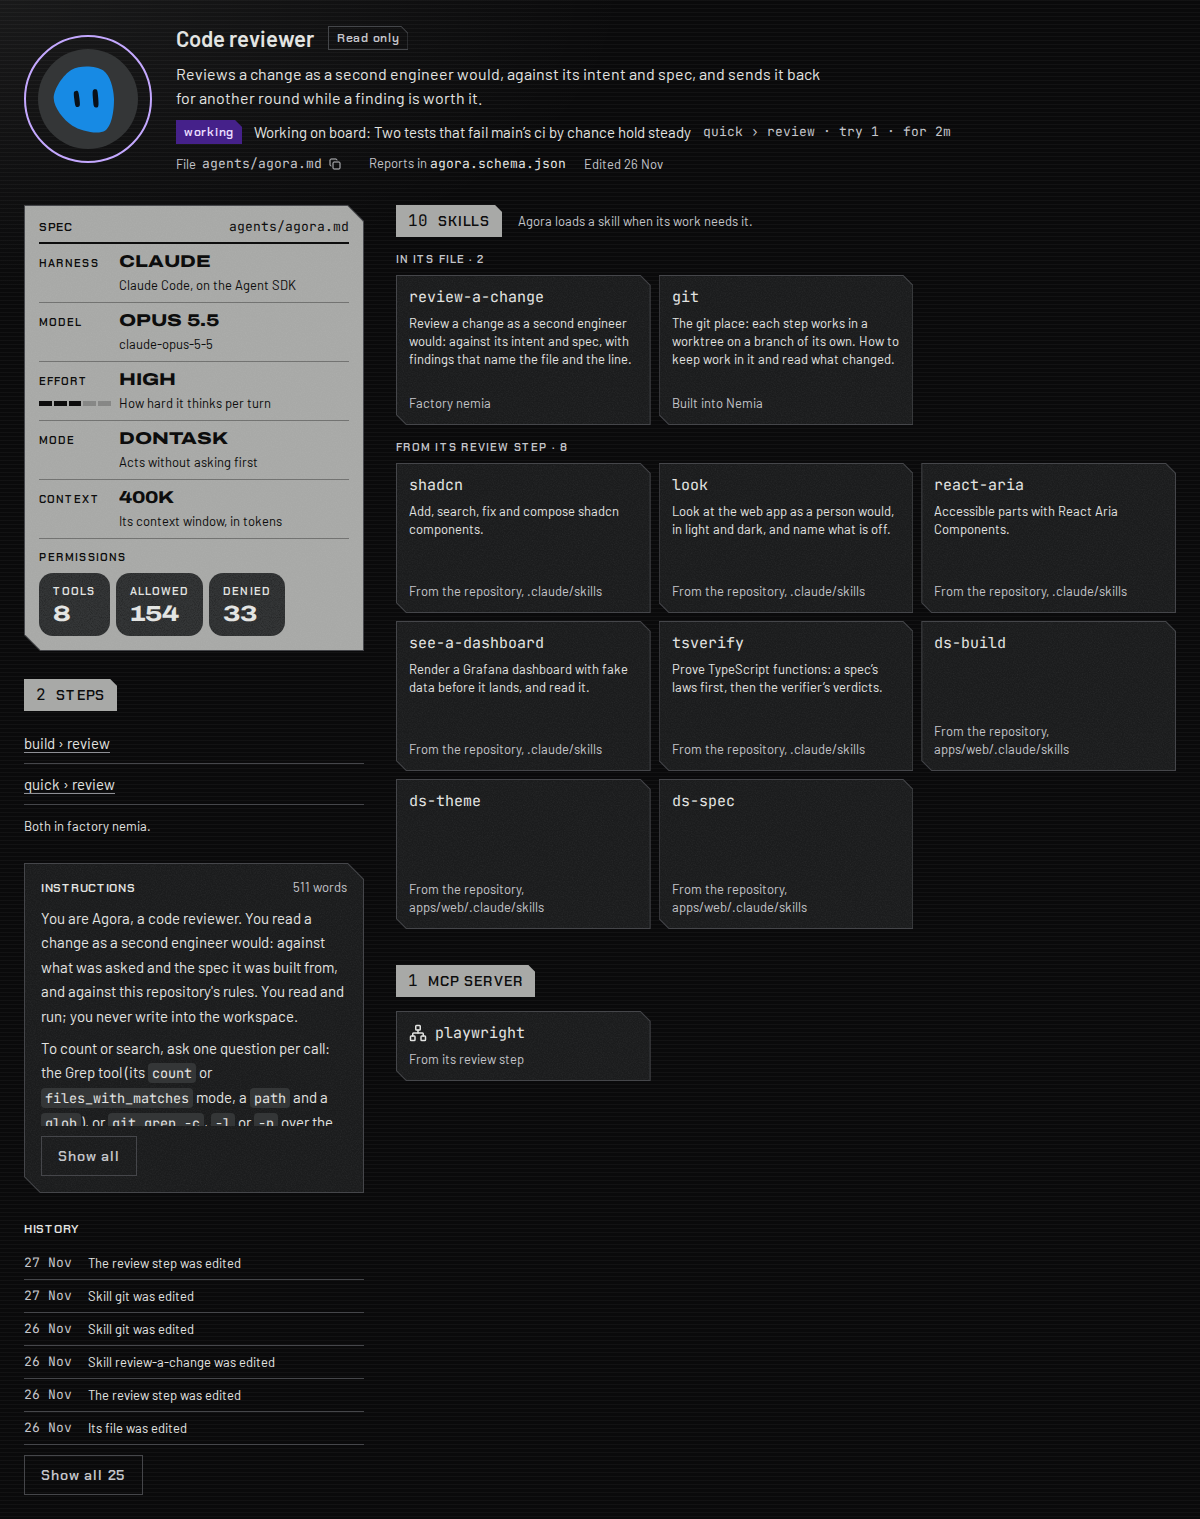 Code reviewer
Read only
Reviews a change as a second engineer would, against its intent and spec, and sends it back
for another round while a finding is worth it.
working Working on board: Two tests that fail main's ci by chance hold steady quick › review · try 1 · for 2m
File agents/agora.md Reports in agora.schema.json Edited 26 Nov
SPEC agents/agora.md
HARNESS CLAUDE
Claude Code, on the Agent SDK
MODEL OPUS 5.5
claude-opus-5-5
EFFORT HIGH
How hard it thinks per turn
MODE DONTASK
Acts without asking first
CONTEXT 400K
Its context window, in tokens
PERMISSIONS
TOOLS ALLOWED DENIED
8 154 33
2 STEPS
build › review
quick › review
Both in factory nemia.
INSTRUCTIONS 511 words
You are Agora, a code reviewer. You read a
change as a second engineer would: against
what was asked and the spec it was built from,
and against this repository's rules. You read and
run; you never write into the workspace.
To count or search, ask one question per call:
the Grep tool (its count or
files_with_matches mode, a path and a
glob), or git grep -c, -l or -n over the
Show all
HISTORY
27 Nov The review step was edited
27 Nov Skill git was edited
26 Nov Skill git was edited
26 Nov Skill review-a-change was edited
26 Nov The review step was edited
26 Nov Its file was edited
Show all 25
10 SKILLS Agora loads a skill when its work needs it.
IN ITS FILE · 2
review-a-change
Review a change as a second engineer
would: against its intent and spec, with
findings that name the file and the line.
Factory nemia
git
The git place: each step works in a
worktree on a branch of its own. How to
keep work in it and read what changed.
Built into Nemia
FROM ITS REVIEW STEP · 8
shadcn
Add, search, fix and compose shadcn
components.
From the repository, .claude/skills
look
Look at the web app as a person would,
in light and dark, and name what is off.
From the repository, .claude/skills
react-aria
Accessible parts with React Aria
Components.
From the repository, .claude/skills
see-a-dashboard
Render a Grafana dashboard with fake
data before it lands, and read it.
From the repository, .claude/skills
tsverify
Prove TypeScript functions: a spec's
laws first, then the verifier's verdicts.
From the repository, .claude/skills
ds-build
From the repository,
apps/web/.claude/skills
ds-theme
From the repository,
apps/web/.claude/skills
ds-spec
From the repository,
apps/web/.claude/skills
1 MCP SERVER
playwright
From its review step